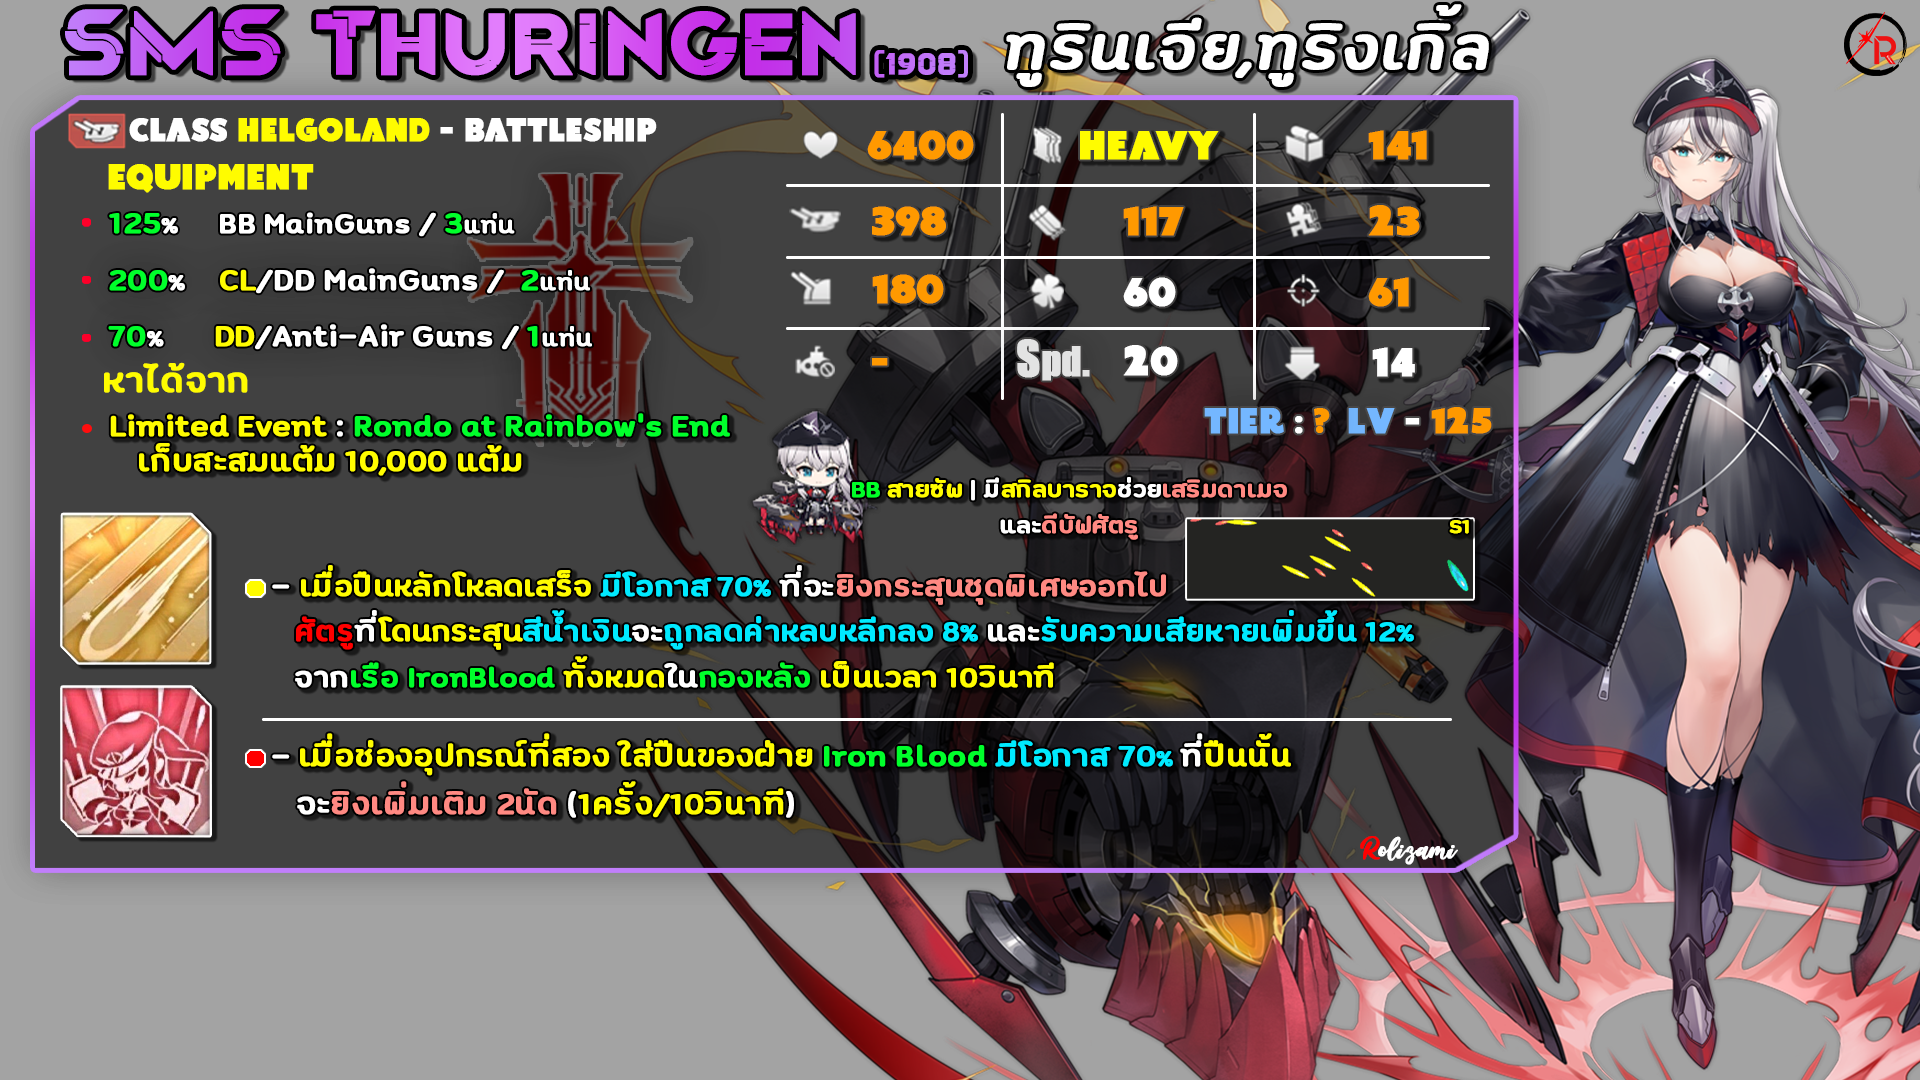 SMS THURINGEN (1908) ทูรินเจีย,ทูริงเกิ้ล
R
CLASS HELGOLAND - BATTLESHIP
EQUIPMENT
125% BB MainGuns / 3แท่น
200% CL/DD MainGuns / 2แท่น
70% DD/Anti-Air Guns / 1แท่น
หาได้จาก
Limited Event : Rondo at Rainbow's End
เก็บสะสมแต้ม 10,000 แต้ม
6400 HEAVY 141
398 117 23
180 60 61
- Spd. 20 14
TIER : ? LV - 125
BB สายซัพ | มีสกิลบาราจช่วยเสริมดาเมจ
และดีบัฟศัตรู
S1
- เมื่อปืนหลักโหลดเสร็จ มีโอกาส 70% ที่จะยิงกระสุนชุดพิเศษออกไป
ศัตรูที่โดนกระสุนสีน้ำเงินจะถูกลดค่าหลบหลีกลง 8% และรับความเสียหายเพิ่มขึ้น 12%
จากเรือ IronBlood ทั้งหมดในกองหลัง เป็นเวลา 10วินาที
- เมื่อช่องอุปกรณ์ที่สอง ใส่ปืนของฝ่าย Iron Blood มีโอกาส 70% ที่ปืนนั้น
จะยิงเพิ่มเติม 2นัด (1ครั้ง/10วินาที)
Rolizami